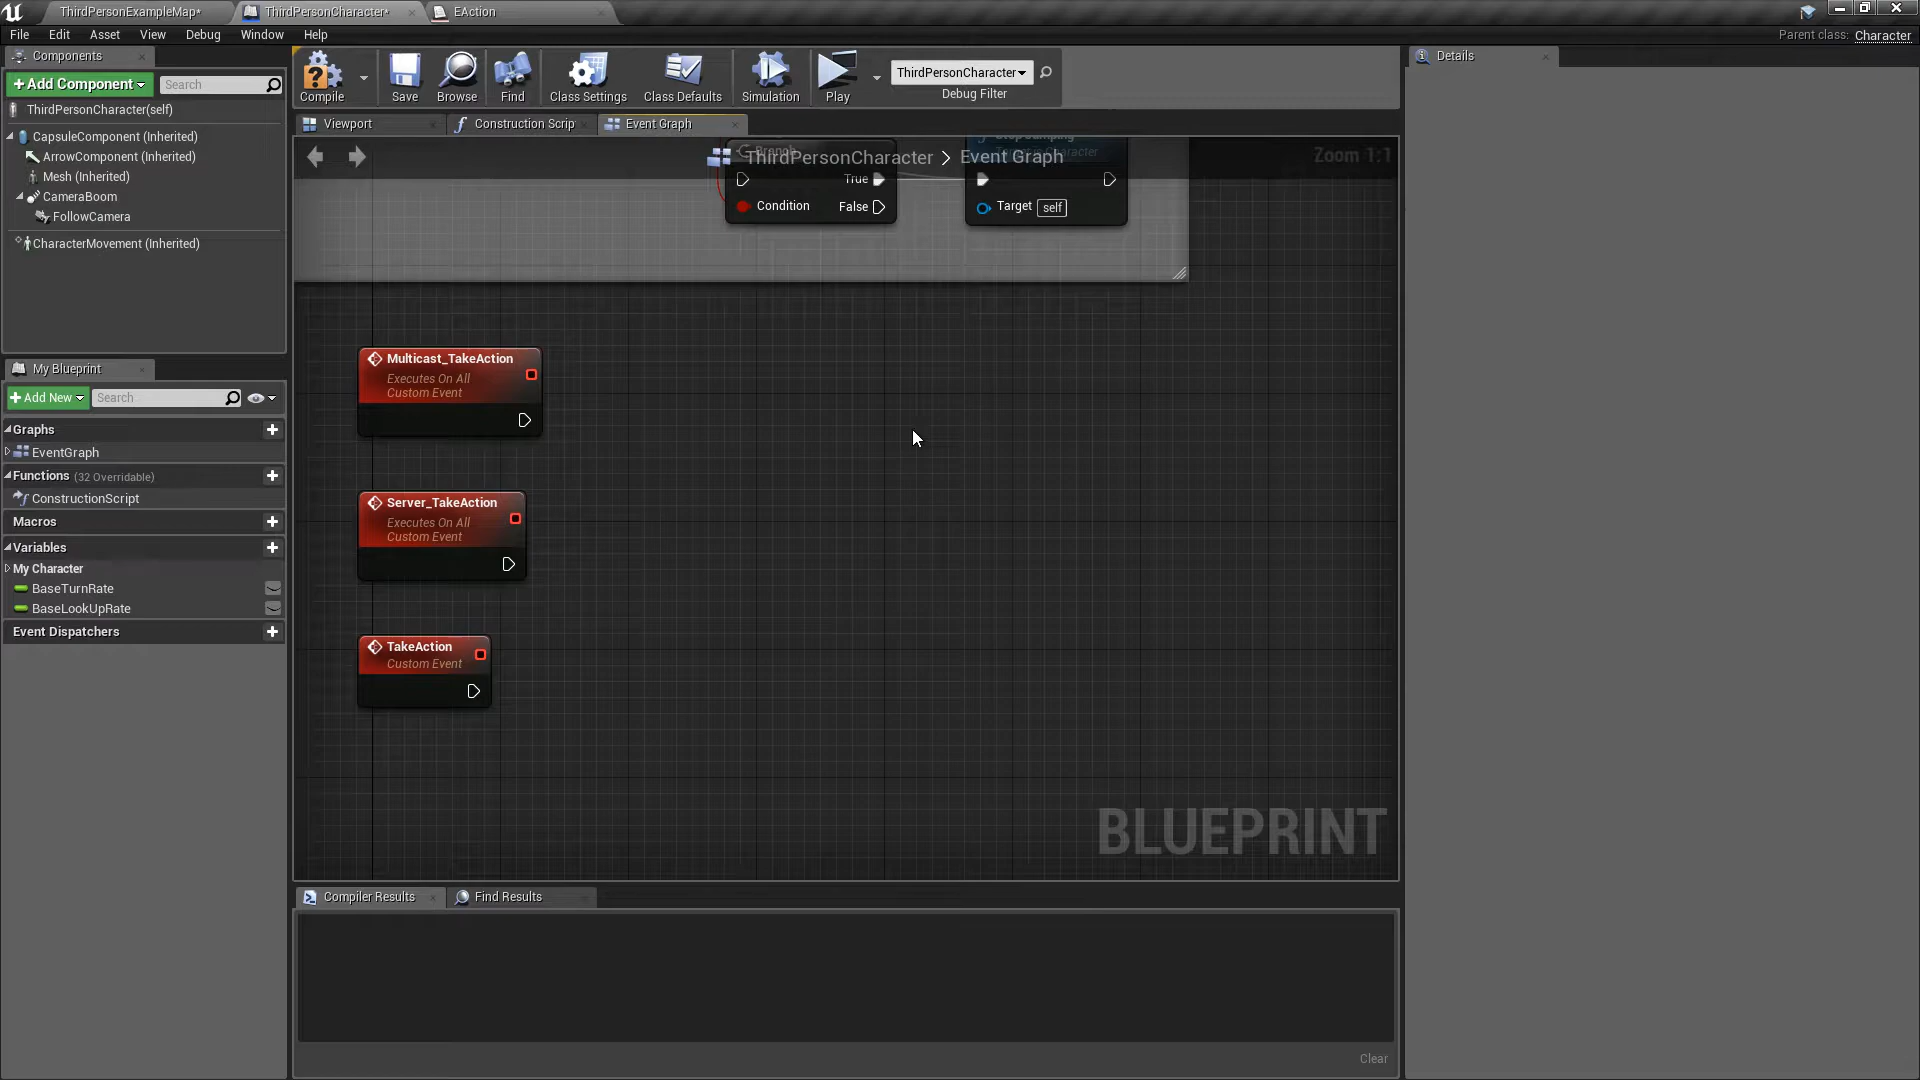 ThirdPersonExampleMap*
ThirdPersonCharacter*
EAction
File Edit Asset View Debug Window Help
Parent class: Character
Components
+Add Component
Search
ThirdPersonCharacter(self)
CapsuleComponent (Inherited)
ArrowComponent (Inherited)
Mesh (Inherited)
CameraBoom
FollowCamera
CharacterMovement (Inherited)
My Blueprint
+Add New
Search
Graphs
EventGraph
Functions (32 Overridable)
ConstructionScript
Macros
Variables
My Character
BaseTurnRate
BaseLookUpRate
Event Dispatchers
Compile
Save
Browse
Find
Class Settings
Class Defaults
Simulation
Play
ThirdPersonCharacter
Debug Filter
Viewport
Construction Scrip
Event Graph
ThirdPersonCharacter > Event Graph
Zoom 1:1
Branch
True
Condition
False
Target is Character
Target self
Multicast_TakeAction
Executes On All
Custom Event
Server_TakeAction
Executes On All
Custom Event
TakeAction
Custom Event
BLUEPRINT
Compiler Results
Find Results
Clear
Details